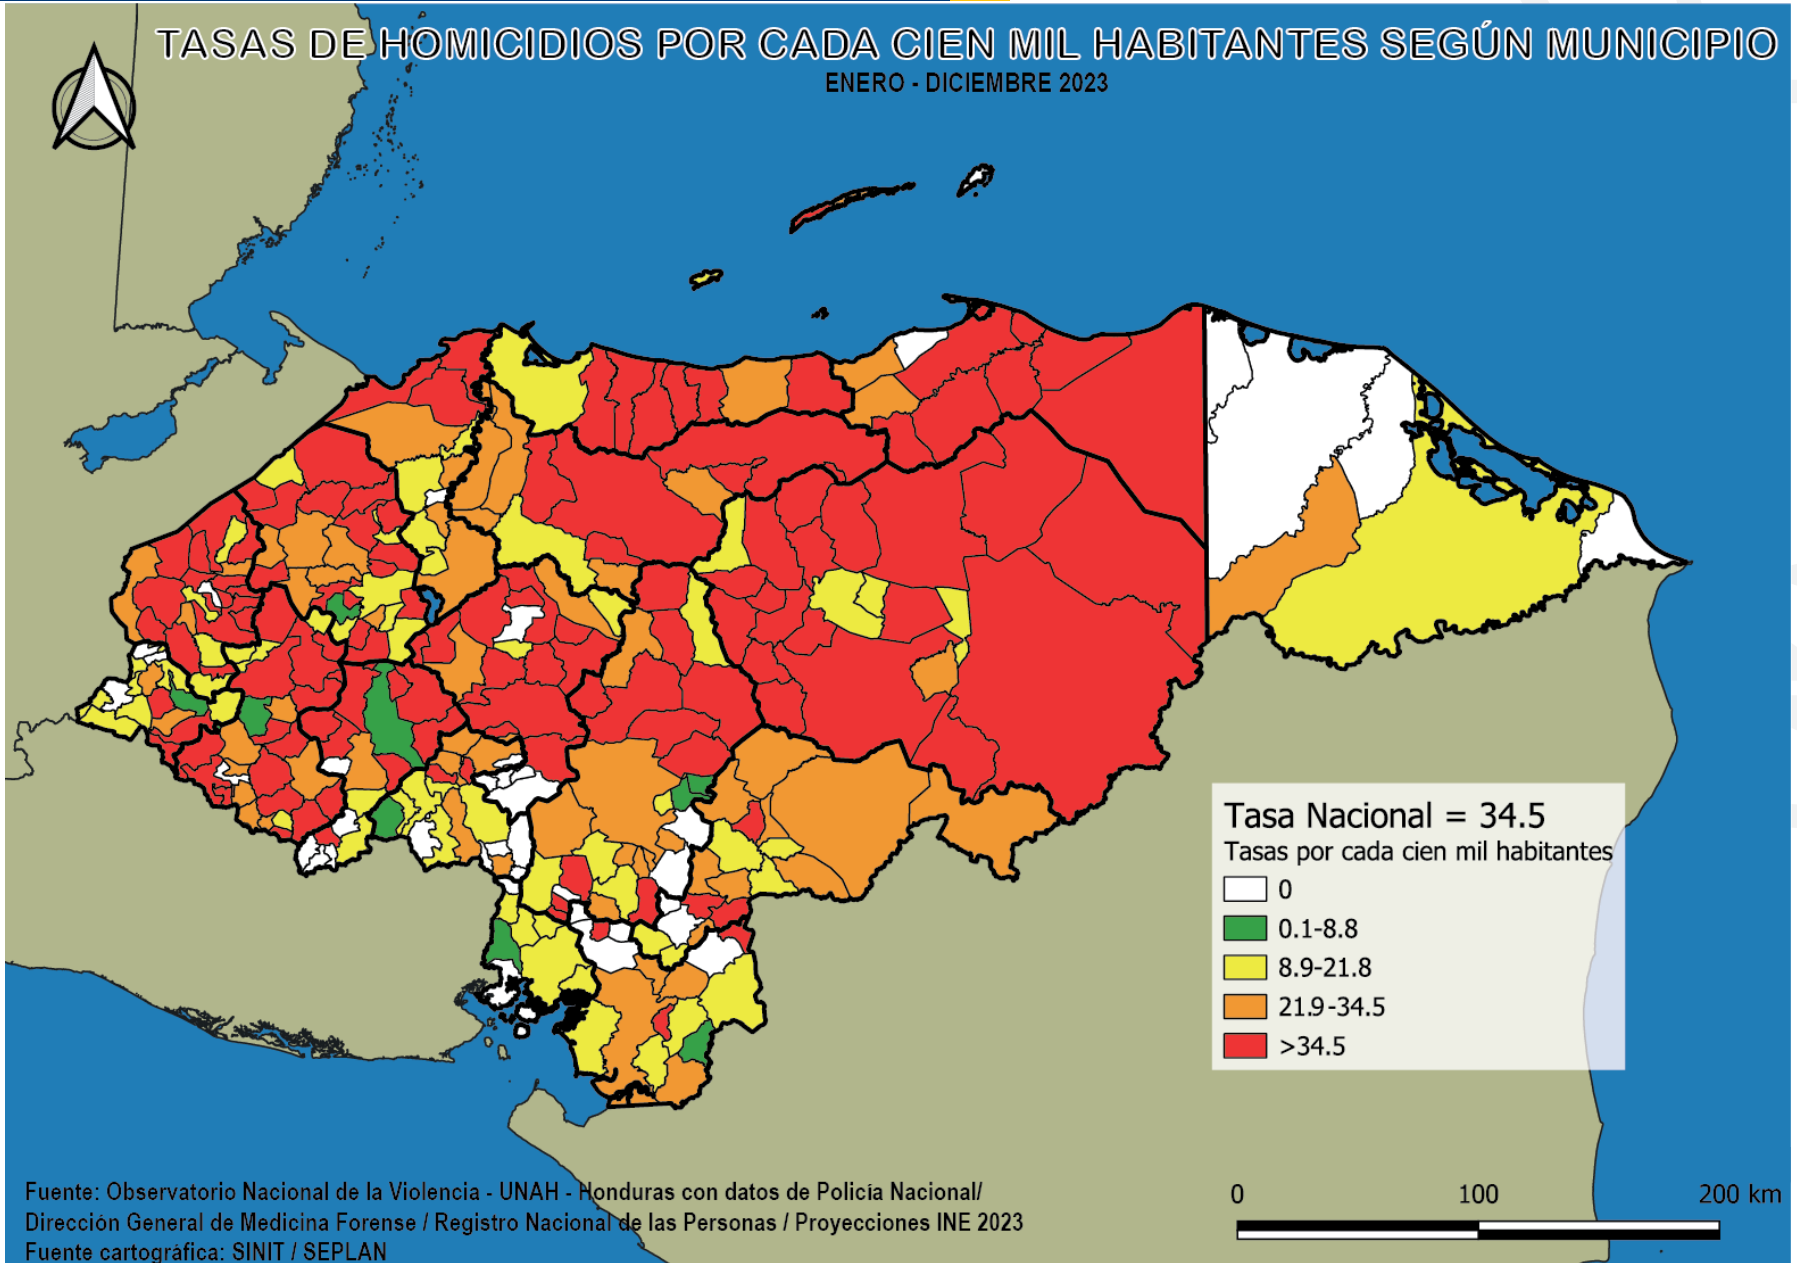 TASAS DE HOMICIDIOS POR CADA CIEN MIL HABITANTES SEGÚN MUNICIPIO
ENERO - DICIEMBRE 2023
Tasa Nacional = 34.5
Tasas por cada cien mil habitantes
0
0.1-8.8
8.9-21.8
21.9-34.5
>34.5
0 100 200 km
Fuente: Observatorio Nacional de la Violencia - UNAH - Honduras con datos de Policía Nacional/
Dirección General de Medicina Forense / Registro Nacional de las Personas / Proyecciones INE 2023
Fuente cartográfica: SINIT / SEPLAN